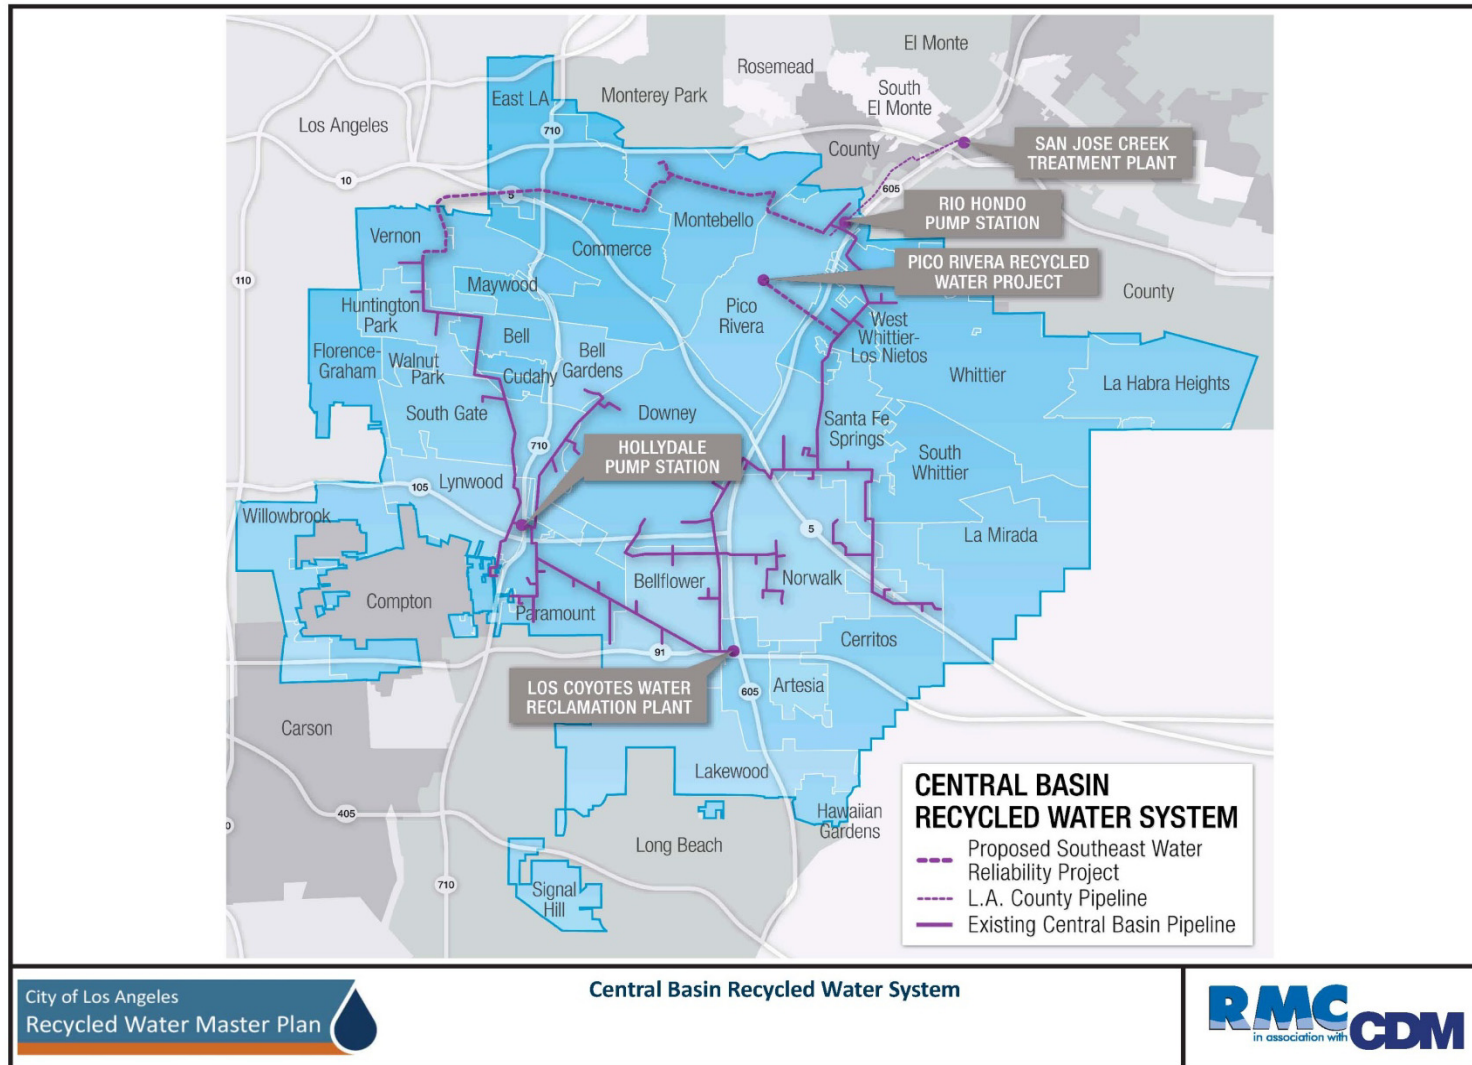 El Monte
Rosemead
South
El Monte
Monterey Park
East LA
Los Angeles
710
County
SAN JOSE CREEK
TREATMENT PLANT
10
5
605
RIO HONDO
PUMP STATION
Montebello
Vernon
Commerce
PICO RIVERA RECYCLED
WATER PROJECT
110
Maywood
County
Huntington
Park
Pico
Rivera
West
Whittier-
Los Nietos
Bell
Florence-
Graham
Walnut
Park
Bell
Gardens
Cudahy
Whittier
La Habra Heights
South Gate
Downey
Santa Fe
Springs
HOLLYDALE
PUMP STATION
710
South
Whittier
Lynwood
105
Willowbrook
5
La Mirada
Bellflower
Norwalk
Compton
Paramount
Cerritos
91
LOS COYOTES WATER
RECLAMATION PLANT
605
Artesia
Carson
Lakewood
Hawaiian
Gardens
405
0
Long Beach
710
Signal
Hill
CENTRAL BASIN
RECYCLED WATER SYSTEM
Proposed Southeast Water
Reliability Project
L.A. County Pipeline
Existing Central Basin Pipeline
City of Los Angeles
Recycled Water Master Plan
Central Basin Recycled Water System
RMC
in association with
CDM